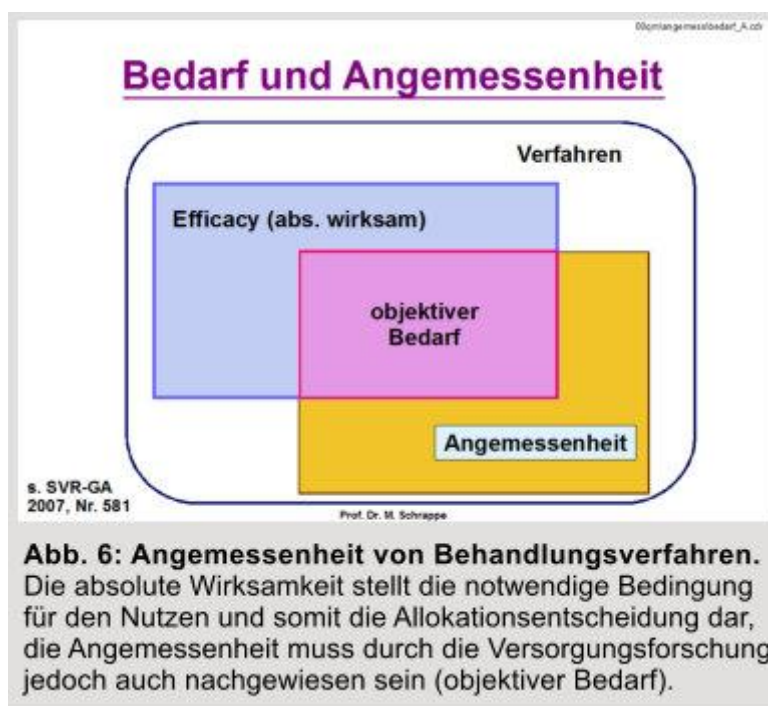 Bedarf und Angemessenheit
Verfahren
Efficacy (abs. wirksam)
objektiver
Bedarf
Angemessenheit
s. SVR-GA
2007, Nr. 581
Prof. Dr. M. Schrappe
Abb. 6: Angemessenheit von Behandlungsverfahren.
Die absolute Wirksamkeit stellt die notwendige Bedingung
für den Nutzen und somit die Allokationsentscheidung dar,
die Angemessenheit muss durch die Versorgungsforschung
jedoch auch nachgewiesen sein (objektiver Bedarf).